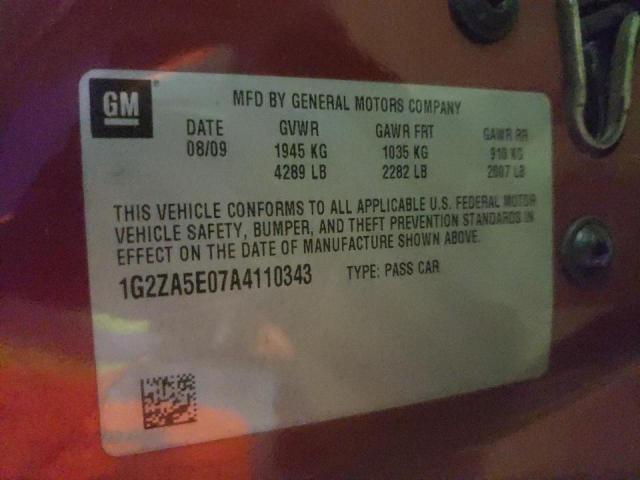 GM
MFD BY GENERAL MOTORS COMPANY
DATE GVWR GAWR FRT GAWR RR
08/09 1945 KG 1035 KG 910 KG
4289 LB 2282 LB 2007 LB
THIS VEHICLE CONFORMS TO ALL APPLICABLE U.S. FEDERAL MOTOR
VEHICLE SAFETY, BUMPER, AND THEFT PREVENTION STANDARDS IN
EFFECT ON THE DATE OF MANUFACTURE SHOWN ABOVE.
1G2ZA5E07A4110343 TYPE: PASS CAR